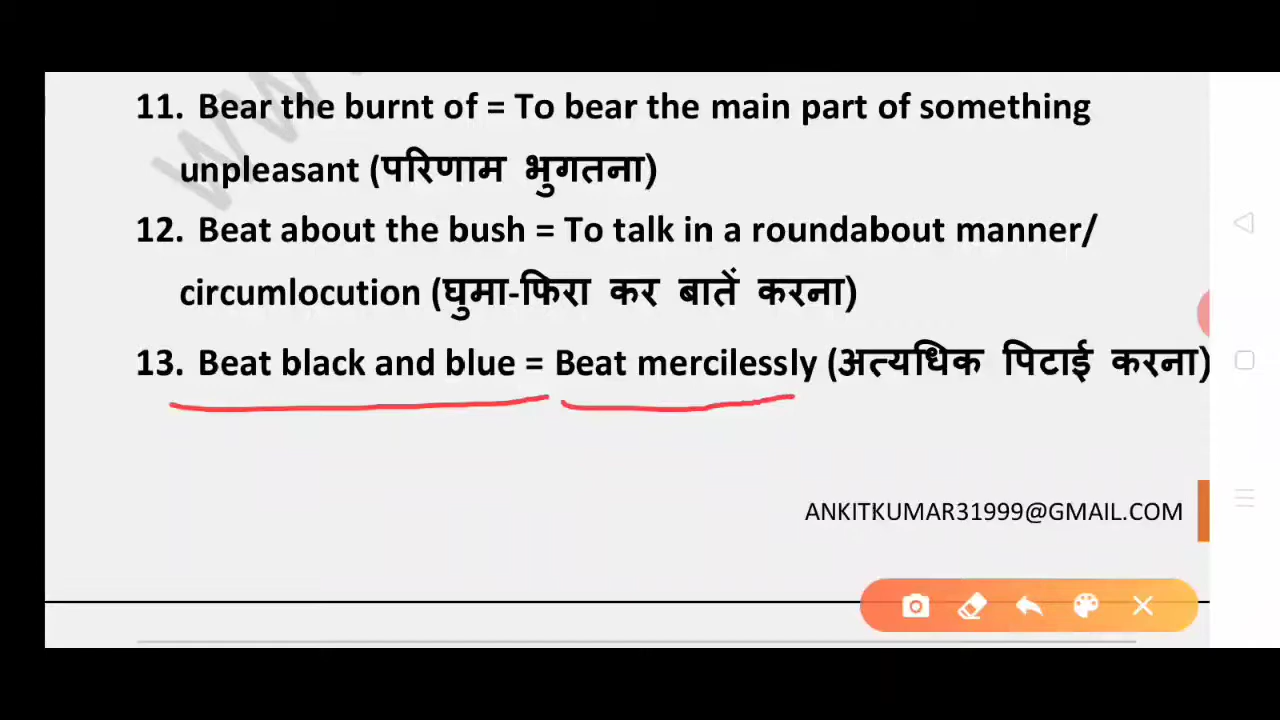 11. Bear the burnt of = To bear the main part of something
unpleasant (परिणाम भुगतना)
12. Beat about the bush = To talk in a roundabout manner/
circumlocution (घुमा-फिरा कर बातें करना)
13. Beat black and blue = Beat mercilessly (अत्यधिक पिटाई करना)
ANKITKUMAR31999@GMAIL.COM